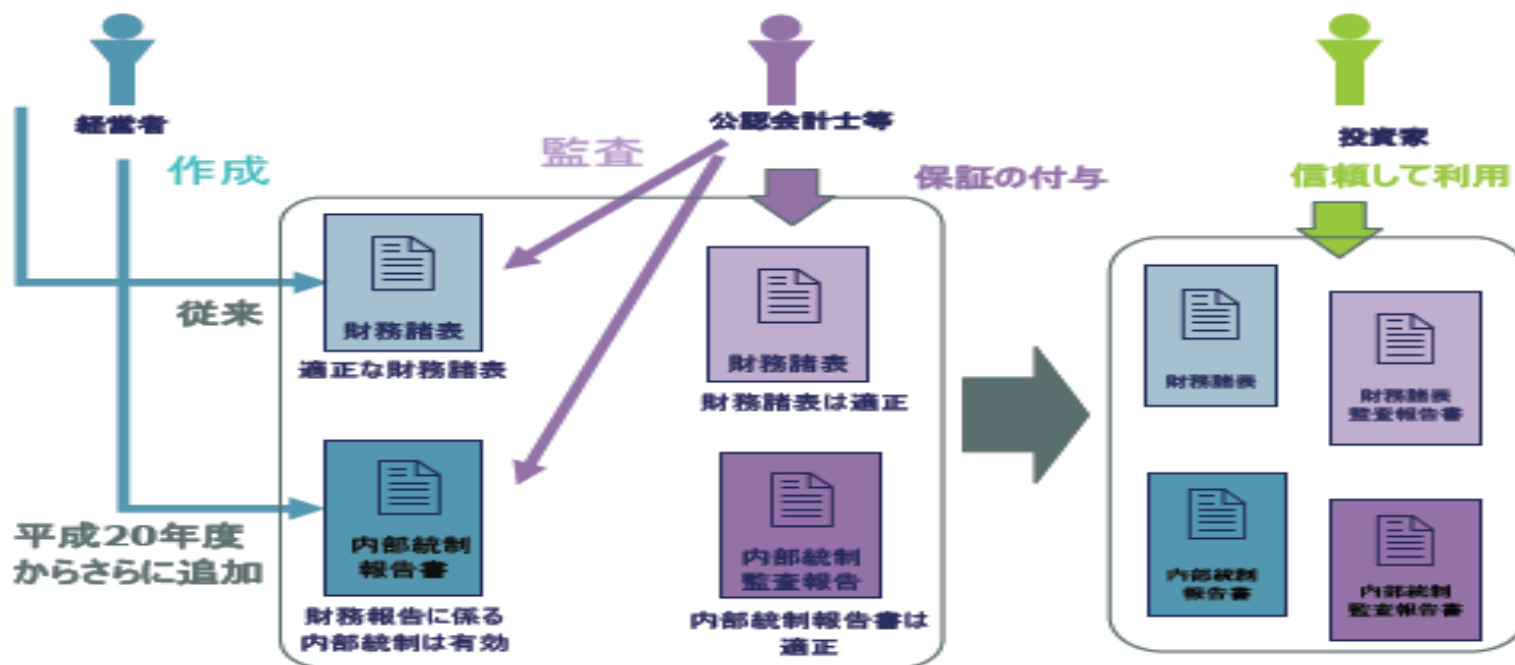 経営者
公認会計士等
投資家
作成
監査
保証の付与
信頼して利用
従来
財務諸表
適正な財務諸表
財務諸表
財務諸表は適正
平成20年度
からさらに追加
内部統制
報告書
財務報告に係る
内部統制は有効
内部統制
監査報告
内部統制報告書は
適正
財務諸表
財務諸表
監査報告書
内部統制
報告書
内部統制
監査報告書